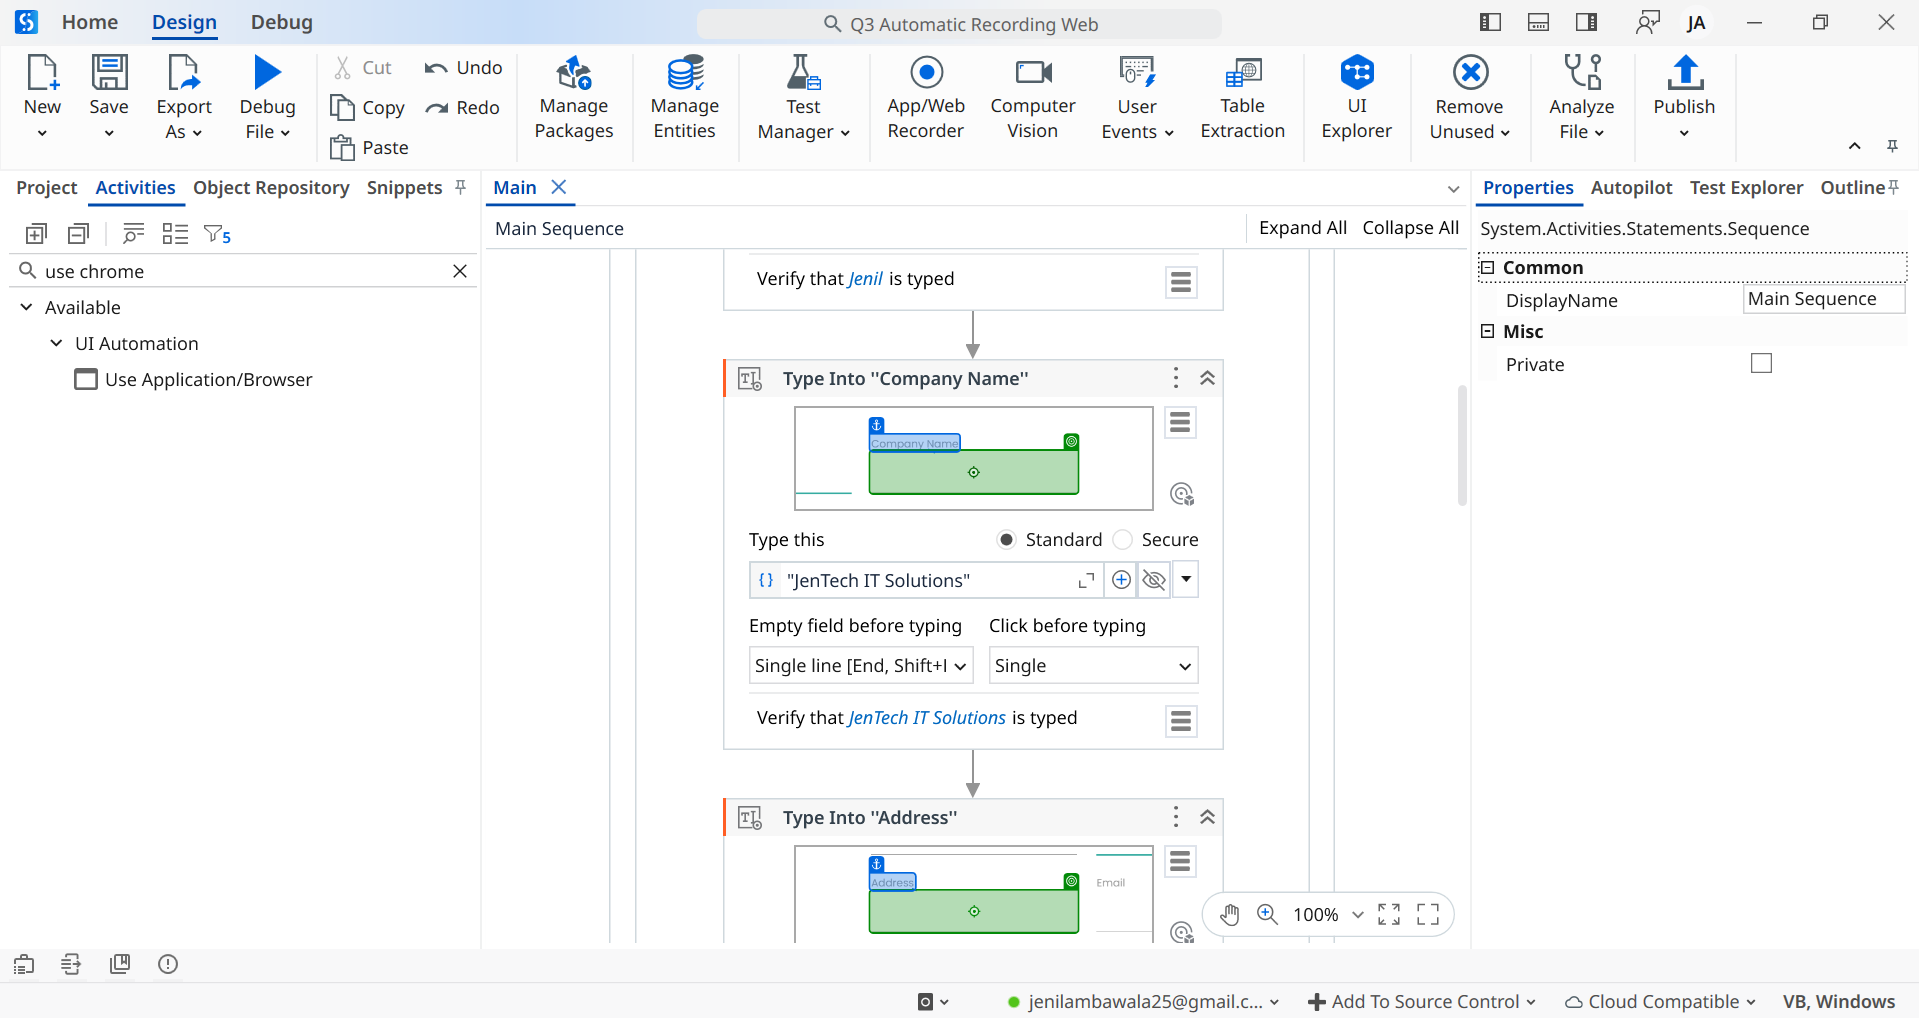 Home
Design
Debug
Q3 Automatic Recording Web
JA
New
Save
Export
As
Debug
File
Cut
Copy
Paste
Undo
Redo
Manage
Packages
Manage
Entities
Test
Manager
App/Web
Recorder
Computer
Vision
User
Events
Table
Extraction
UI
Explorer
Remove
Unused
Analyze
File
Publish
Project
Activities
Object Repository
Snippets
5
use chrome
Available
UI Automation
Use Application/Browser
Main
Main Sequence
Expand All
Collapse All
Verify that Jenil is typed
Type Into "Company Name"
Company Name
Type this
Standard
Secure
{} "JenTech IT Solutions"
Empty field before typing
Click before typing
Single line [End, Shift+I
Single
Verify that JenTech IT Solutions is typed
Type Into "Address"
Address
Email
100%
Properties
Autopilot
Test Explorer
Outline
System.Activities.Statements.Sequence
Common
DisplayName
Main Sequence
Misc
Private
jenilambawala25@gmail.c...
Add To Source Control
Cloud Compatible
VB, Windows